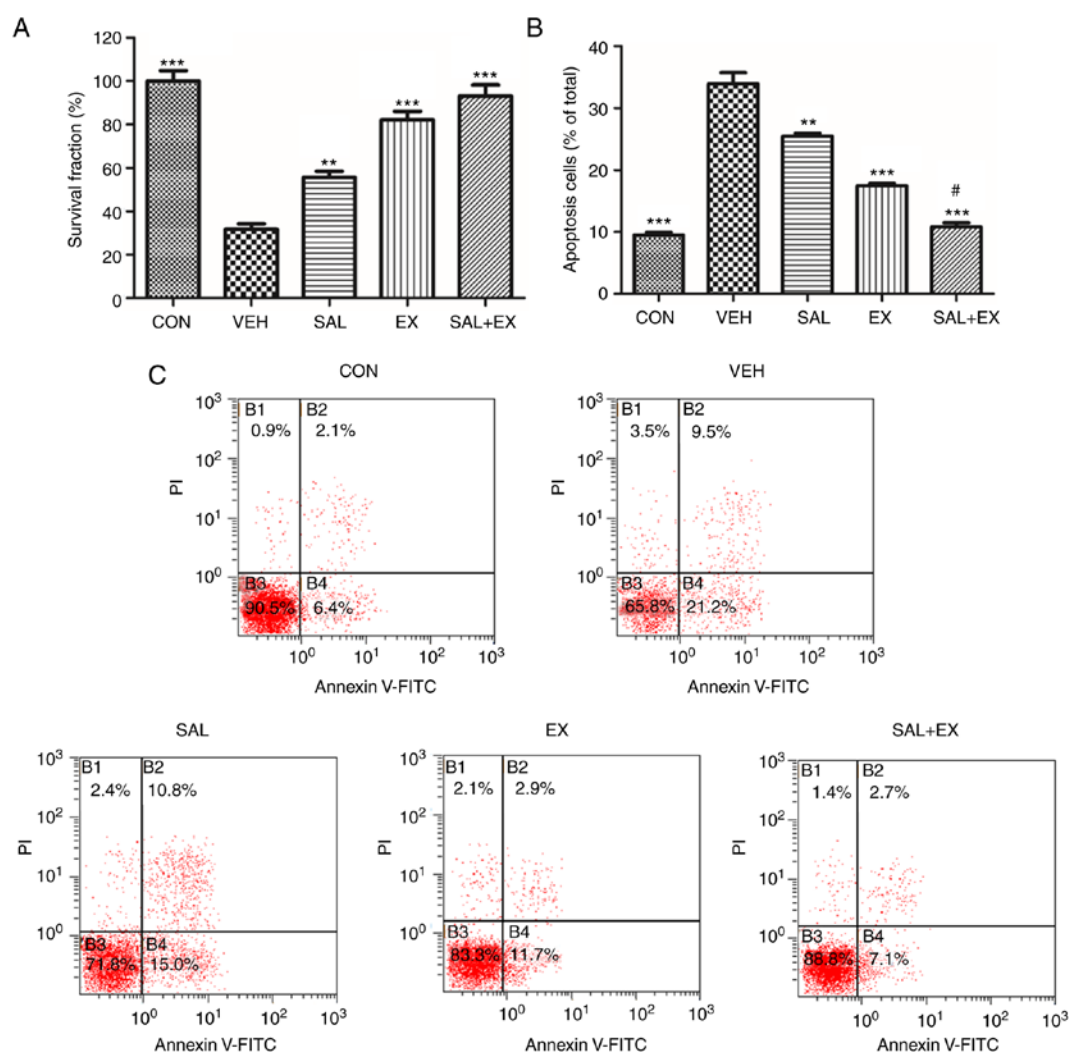 A
Survival fraction (%)
120
100
80
60
40
20
0
***
**
***
***
CON VEH SAL EX SAL+EX
B
Apoptosis cells (% of total)
40
30
20
10
0
***
**
***
#
***
CON VEH SAL EX SAL+EX
C
CON
PI
10³
10²
10¹
10⁰
B1 B2
0.9% 2.1%
B3 B4
90.5% 6.4%
10⁰ 10¹ 10² 10³
Annexin V-FITC
VEH
PI
10³
10²
10¹
10⁰
B1 B2
3.5% 9.5%
B3 B4
65.8% 21.2%
10⁰ 10¹ 10² 10³
Annexin V-FITC
SAL
PI
10³
10²
10¹
10⁰
B1 B2
2.4% 10.8%
B3 B4
71.8% 15.0%
10⁰ 10¹ 10² 10³
Annexin V-FITC
EX
PI
10³
10²
10¹
10⁰
B1 B2
2.1% 2.9%
B3 B4
83.3% 11.7%
10⁰ 10¹ 10² 10³
Annexin V-FITC
SAL+EX
PI
10³
10²
10¹
10⁰
B1 B2
1.4% 2.7%
B3 B4
88.8% 7.1%
10⁰ 10¹ 10² 10³
Annexin V-FITC